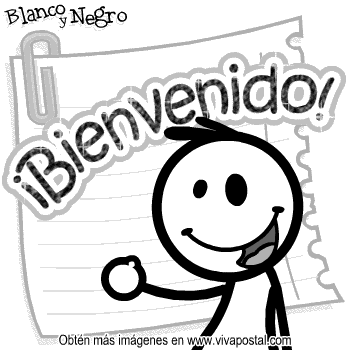 Blanco
y Negro
¡Bienvenido!
Obtén más imágenes en www.vivapostal.com